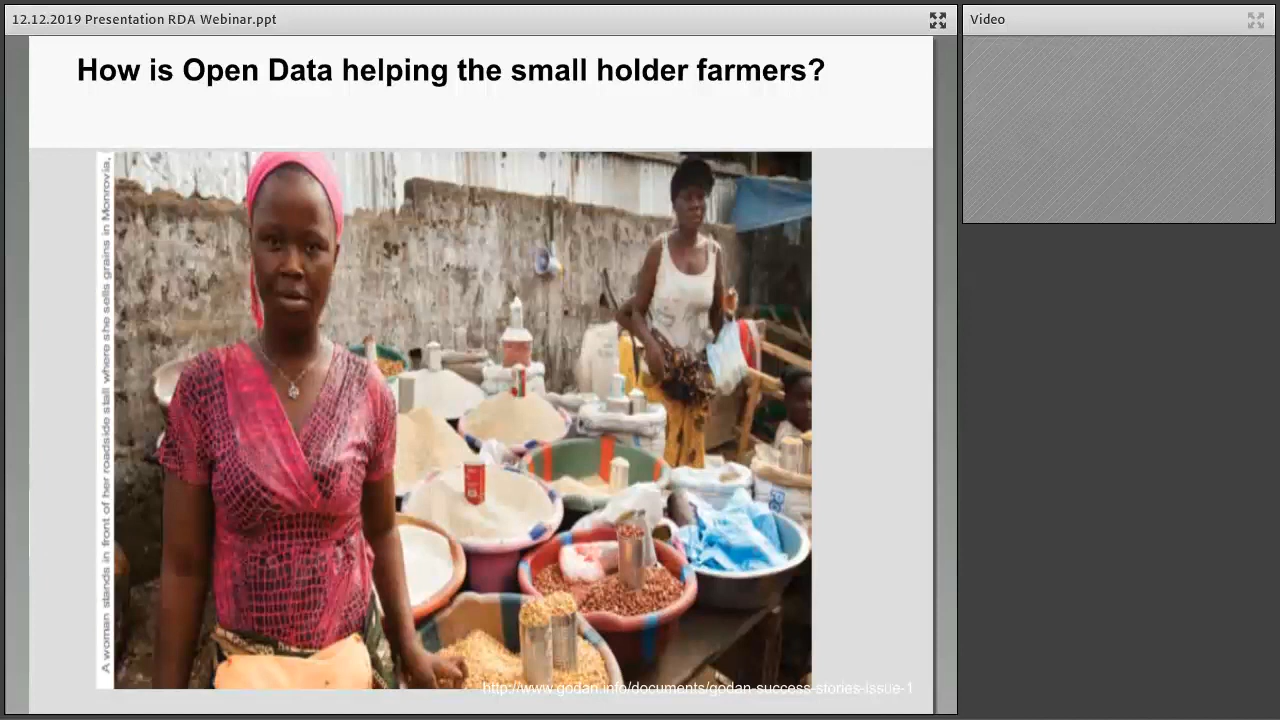 12.12.2019 Presentation RDA Webinar.ppt
Video
How is Open Data helping the small holder farmers?
A woman stands in front of her roadside stall where she sells grains in Monrovia,
http://www.godan.info/documents/godan-success-stories-issue-1